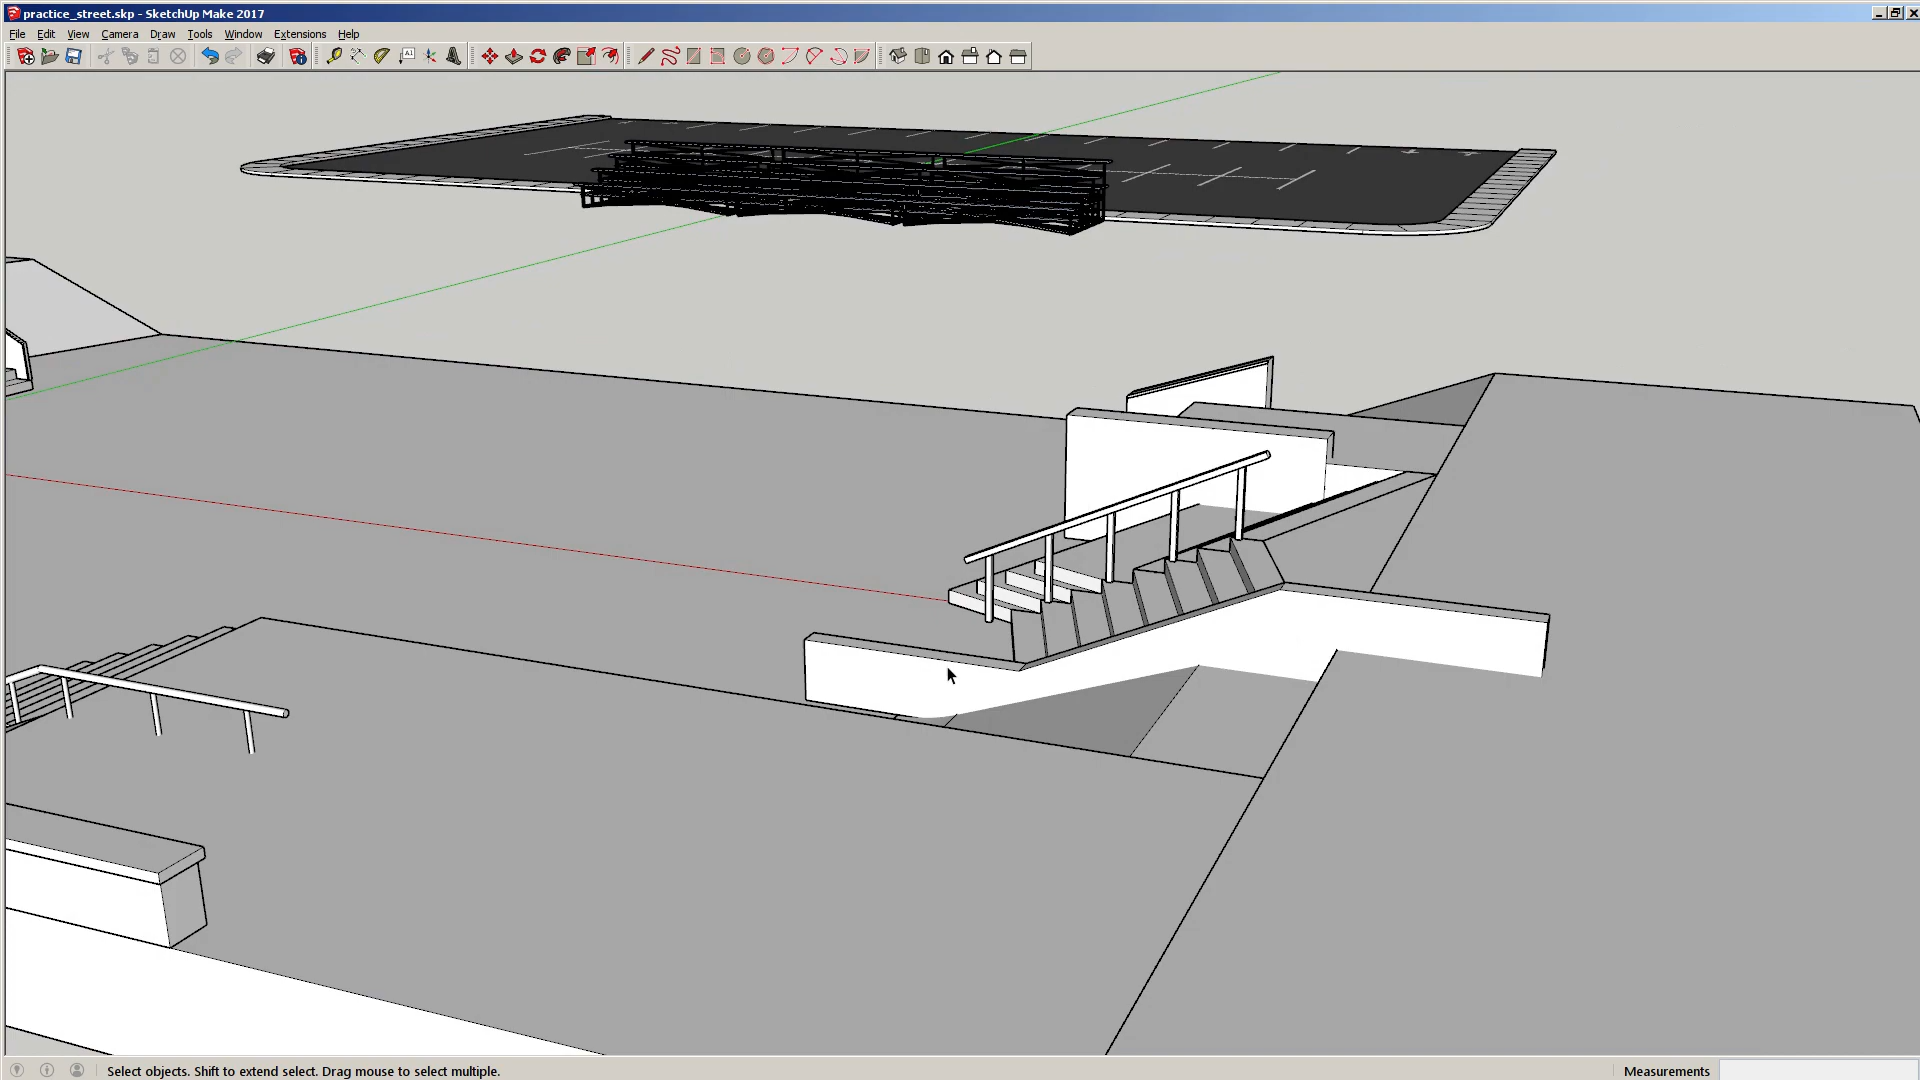 practice_street.skp - SketchUp Make 2017
File Edit View Camera Draw Tools Window Extensions Help
A1
Select objects. Shift to extend select. Drag mouse to select multiple.
Measurements